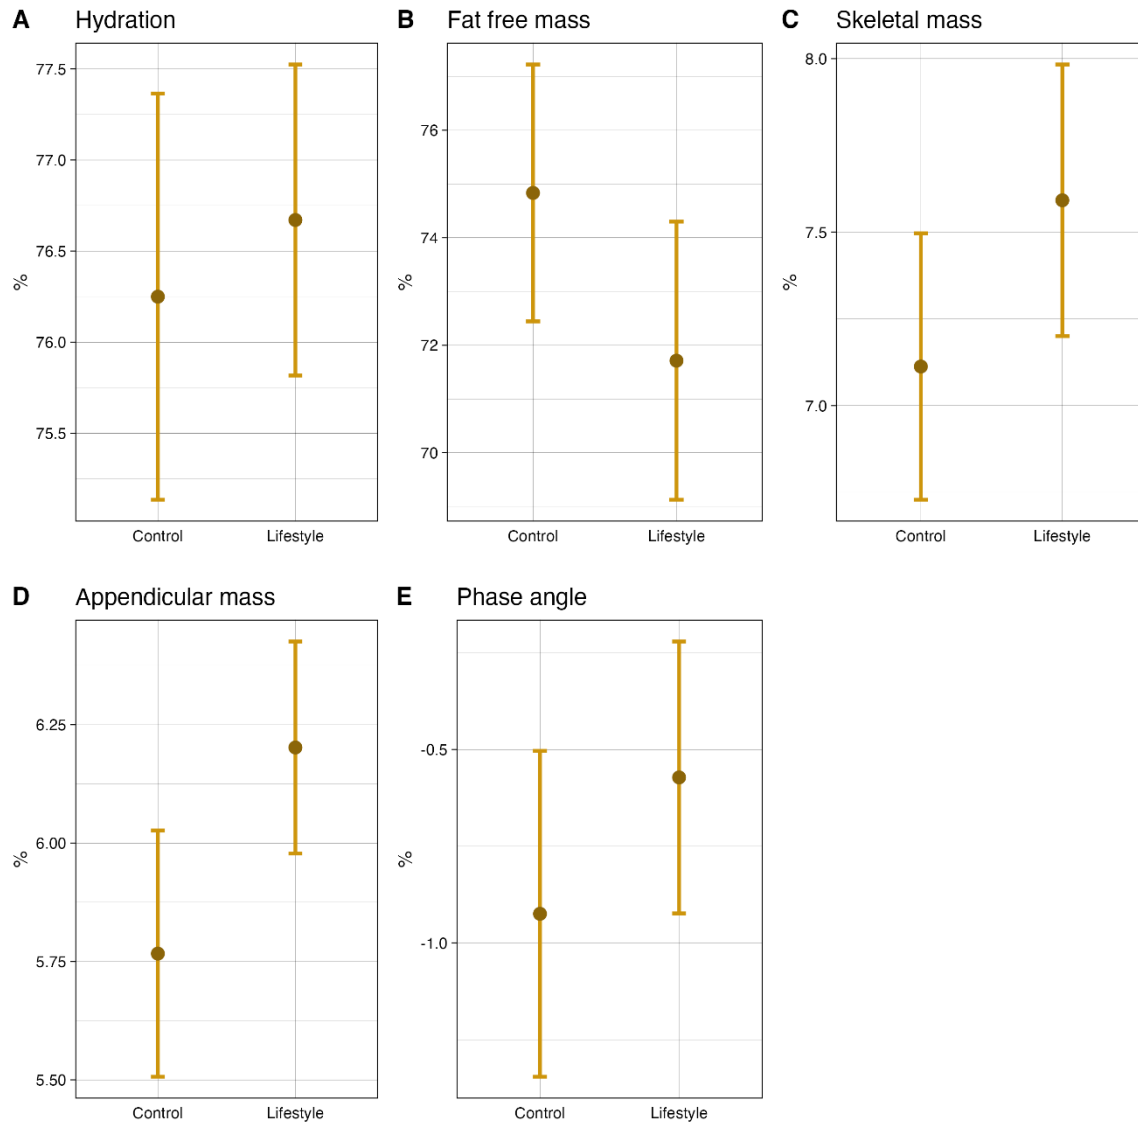 A Hydration
%
77.5
77.0
76.5
76.0
75.5
Control Lifestyle
B Fat free mass
%
76
74
72
70
Control Lifestyle
C Skeletal mass
%
8.0
7.5
7.0
Control Lifestyle
D Appendicular mass
%
6.25
6.00
5.75
5.50
Control Lifestyle
E Phase angle
%
-0.5
-1.0
Control Lifestyle